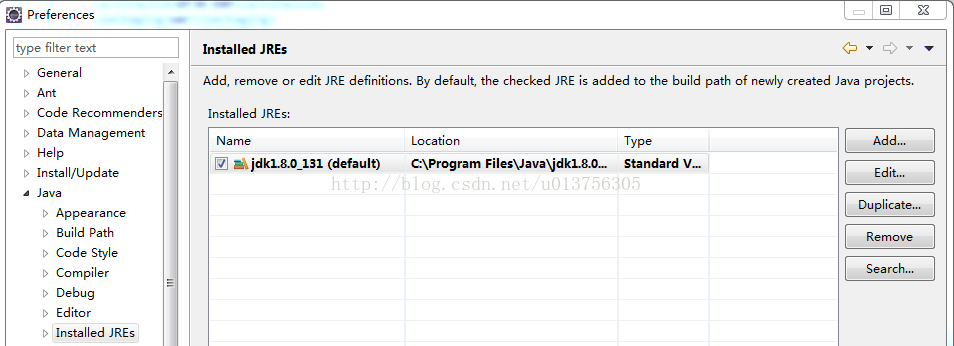 Preferences
type filter text
General
Ant
Code Recommenders
Data Management
Help
Install/Update
Java
Appearance
Build Path
Code Style
Compiler
Debug
Editor
Installed JREs
Installed JREs
Add, remove or edit JRE definitions. By default, the checked JRE is added to the build path of newly created Java projects.
Installed JREs:
Name Location Type
jdk1.8.0_131 (default) C:\Program Files\Java\jdk1.8.0... Standard V...
http://blog.csdn.net/u013756305
Add...
Edit...
Duplicate...
Remove
Search...